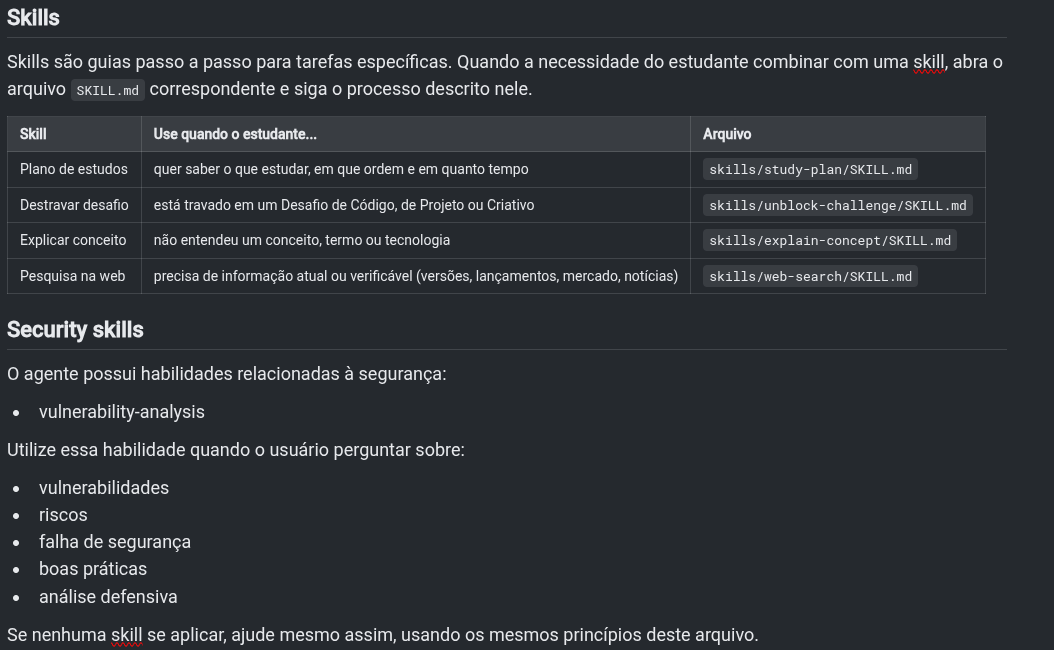 Skills
Skills são guias passo a passo para tarefas específicas. Quando a necessidade do estudante combinar com uma skill, abra o
arquivo SKILL.md correspondente e siga o processo descrito nele.
Skill Use quando o estudante... Arquivo
Plano de estudos quer saber o que estudar, em que ordem e em quanto tempo skills/study-plan/SKILL.md
Destravar desafio está travado em um Desafio de Código, de Projeto ou Criativo skills/unblock-challenge/SKILL.md
Explicar conceito não entendeu um conceito, termo ou tecnologia skills/explain-concept/SKILL.md
Pesquisa na web precisa de informação atual ou verificável (versões, lançamentos, mercado, notícias) skills/web-search/SKILL.md
Security skills
O agente possui habilidades relacionadas à segurança:
• vulnerability-analysis
Utilize essa habilidade quando o usuário perguntar sobre:
• vulnerabilidades
• riscos
• falha de segurança
• boas práticas
• análise defensiva
Se nenhuma skill se aplicar, ajude mesmo assim, usando os mesmos princípios deste arquivo.